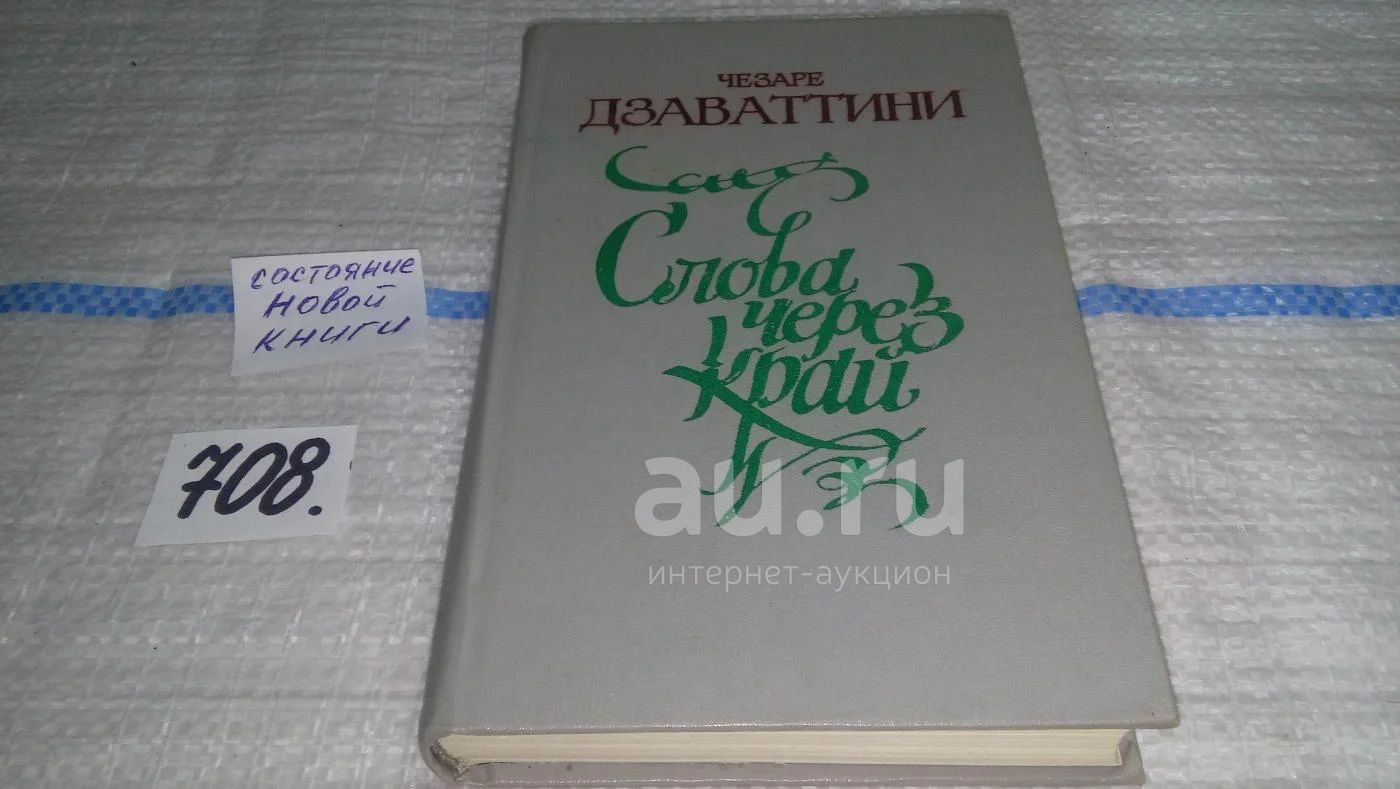 ЧЕЗАРЕ
ДЗАВАТТИНИ
Слова
через
край
состояние
новой
книги
708.
au.ru
интернет-аукцион